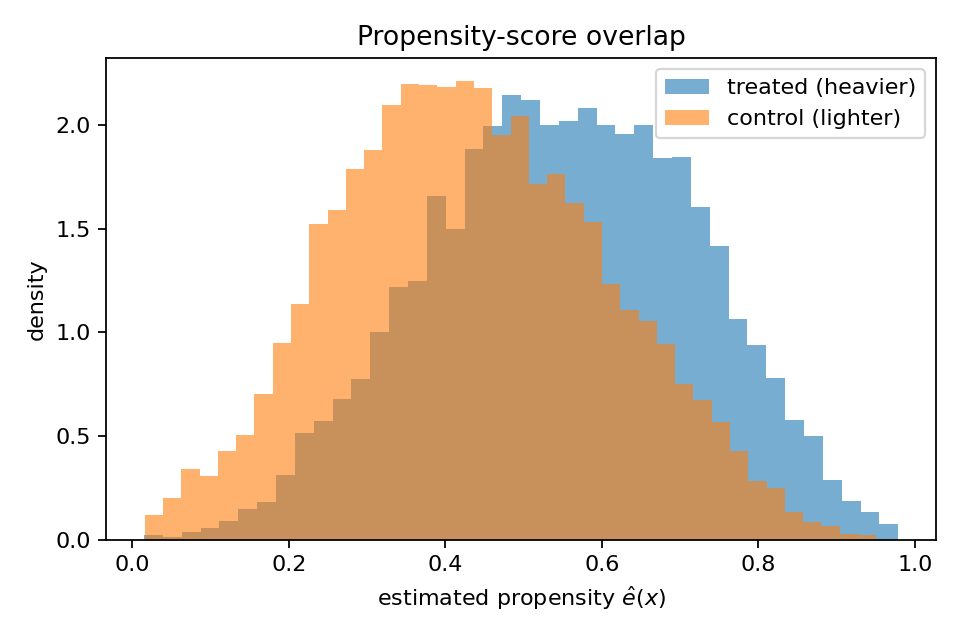 Propensity-score overlap
treated (heavier)
control (lighter)
density
2.0
1.5
1.0
0.5
0.0
0.0 0.2 0.4 0.6 0.8 1.0
estimated propensity ê(x)